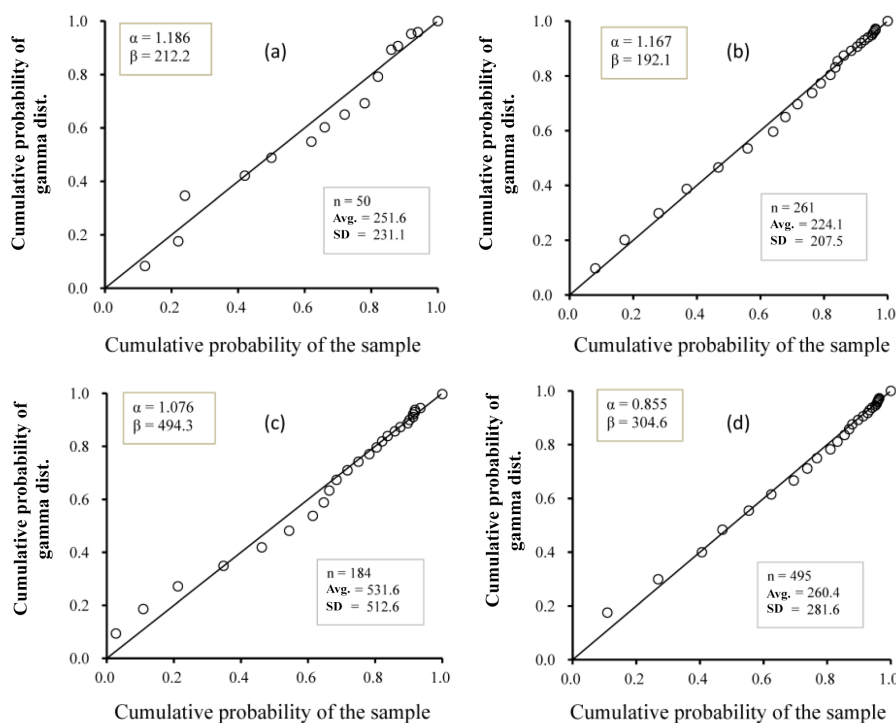 Cumulative probability of
gamma dist.
1.0
0.8
0.6
0.4
0.2
0.0
α = 1.186
β = 212.2
(a)
n = 50
Avg. = 251.6
SD = 231.1
0.0 0.2 0.4 0.6 0.8 1.0
Cumulative probability of the sample
Cumulative probability of
gamma dist.
1.0
0.8
0.6
0.4
0.2
0.0
α = 1.167
β = 192.1
(b)
n = 261
Avg. = 224.1
SD = 207.5
0.0 0.2 0.4 0.6 0.8 1.0
Cumulative probability of the sample
Cumulative probability of
gamma dist.
1.0
0.8
0.6
0.4
0.2
0.0
α = 1.076
β = 494.3
(c)
n = 184
Avg. = 531.6
SD = 512.6
0.0 0.2 0.4 0.6 0.8 1.0
Cumulative probability of the sample
Cumulative probability of
gamma dist.
1.0
0.8
0.6
0.4
0.2
0.0
α = 0.855
β = 304.6
(d)
n = 495
Avg. = 260.4
SD = 281.6
0.0 0.2 0.4 0.6 0.8 1.0
Cumulative probability of the sample